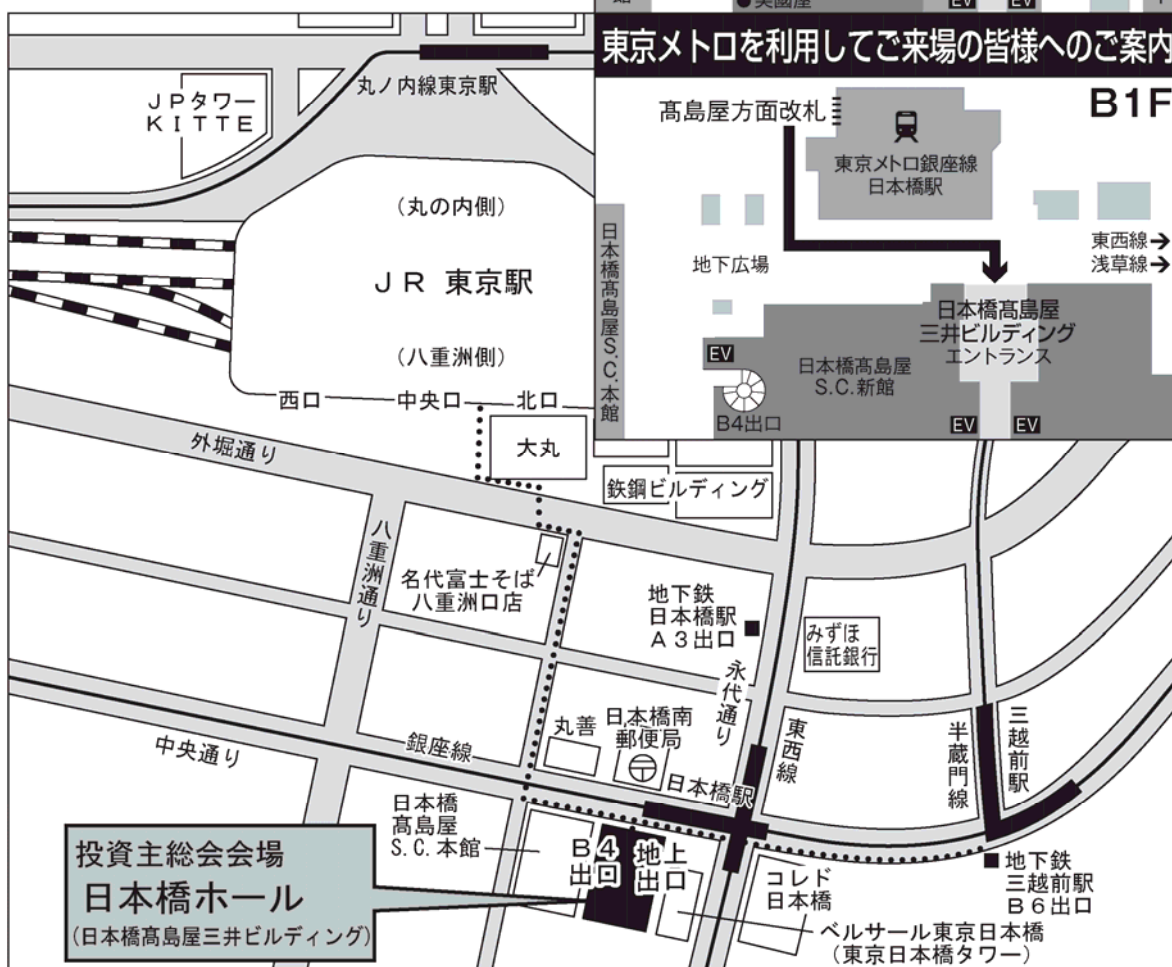 美國屋
EV
EV
東京メトロを利用してご来場の皆様へのご案内
B1F
髙島屋方面改札
東京メトロ銀座線
日本橋駅
日本橋髙島屋S.C.本館
地下広場
東西線→
浅草線→
日本橋髙島屋
三井ビルディング
エントランス
EV
日本橋髙島屋
S.C.新館
B4出口
EV
EV
丸ノ内線東京駅
JPタワー
KITTE
(丸の内側)
JR 東京駅
(八重洲側)
西口
中央口
北口
大丸
外堀通り
鉄鋼ビルディング
八重洲通り
名代富士そば
八重洲口店
地下鉄
日本橋駅
A3出口
みずほ
信託銀行
永代通り
東西線
丸善
日本橋南
郵便局
日本橋駅
銀座線
中央通り
半蔵門線
三越前駅
日本橋
髙島屋
S.C.本館
B4
出口
地上
出口
コレド
日本橋
地下鉄
三越前駅
B6出口
ベルサール東京日本橋
(東京日本橋タワー)
投資主総会会場
日本橋ホール
(日本橋髙島屋三井ビルディング)